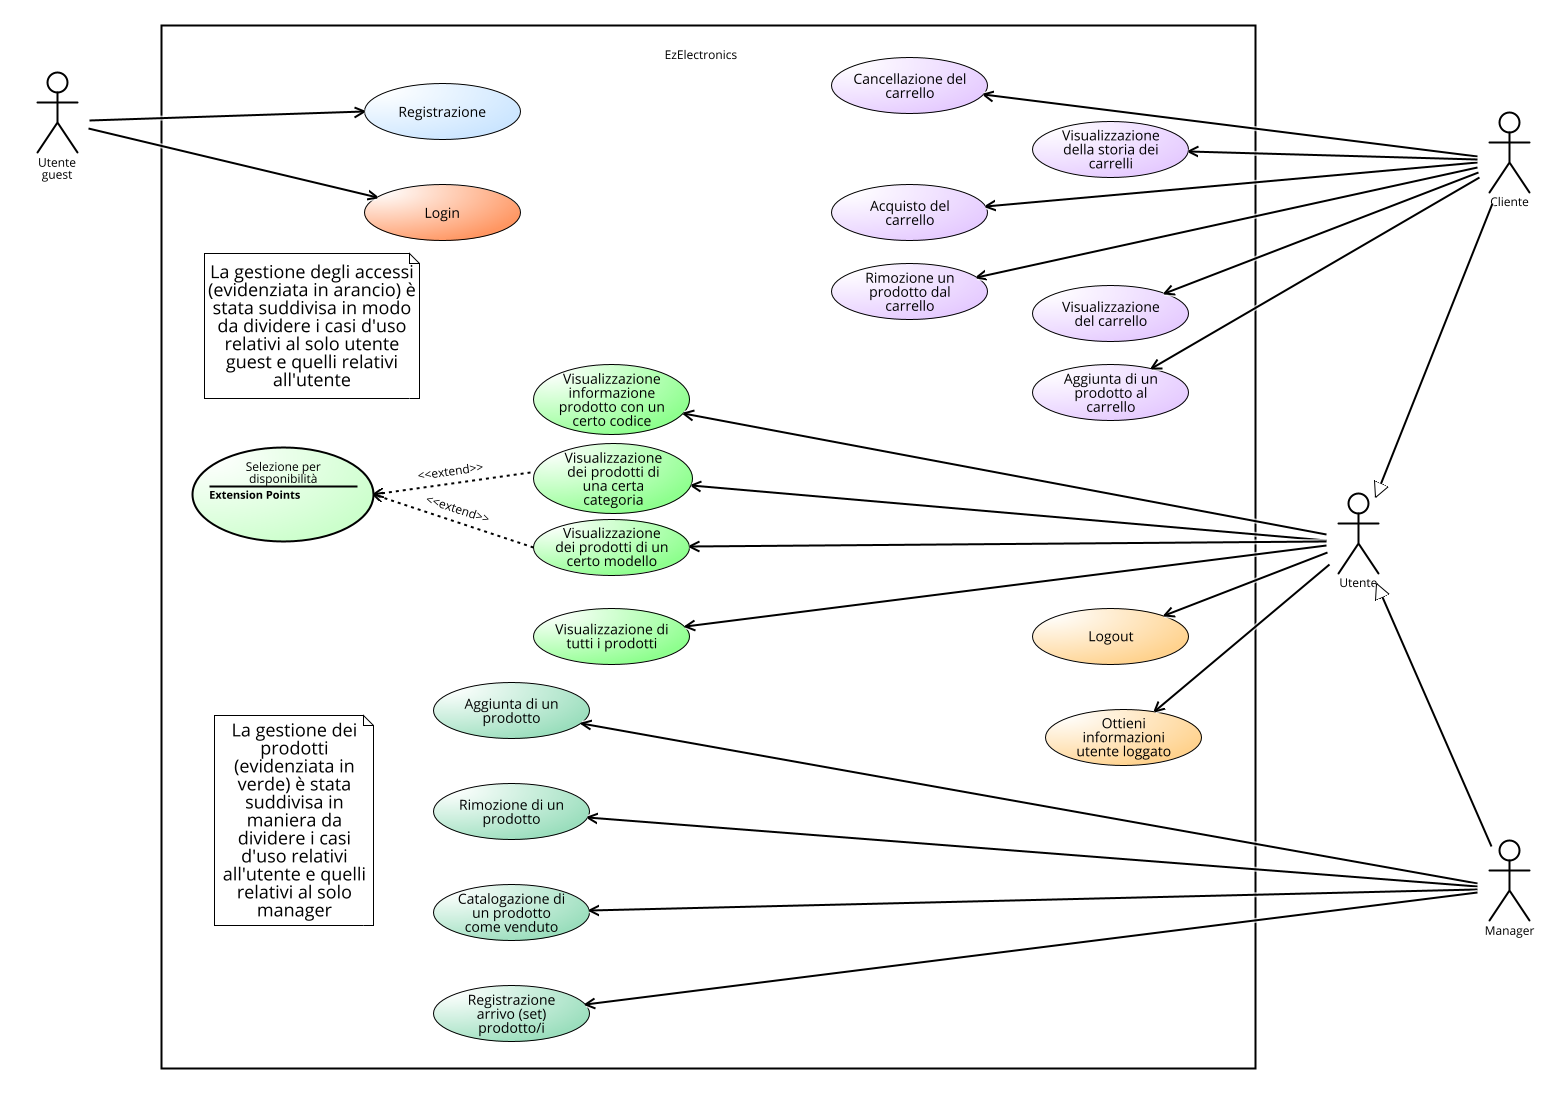 EzElectronics
Utente
guest
Registrazione
Login
La gestione degli accessi
(evidenziata in arancio) è
stata suddivisa in modo
da dividere i casi d'uso
relativi al solo utente
guest e quelli relativi
all'utente
Cancellazione del
carrello
Visualizzazione
della storia dei
carrelli
Acquisto del
carrello
Rimozione un
prodotto dal
carrello
Visualizzazione
del carrello
Aggiunta di un
prodotto al
carrello
Cliente
Visualizzazione
informazione
prodotto con un
certo codice
Visualizzazione
dei prodotti di
una certa
categoria
Visualizzazione
dei prodotti di un
certo modello
Visualizzazione di
tutti i prodotti
Selezione per
disponibilità
Extension Points
<<extend>>
<<extend>>
Utente
Logout
Ottieni
informazioni
utente loggato
La gestione dei
prodotti
(evidenziata in
verde) è stata
suddivisa in
maniera da
dividere i casi
d'uso relativi
all'utente e quelli
relativi al solo
manager
Aggiunta di un
prodotto
Rimozione di un
prodotto
Catalogazione di
un prodotto
come venduto
Registrazione
arrivo (set)
prodotto/i
Manager